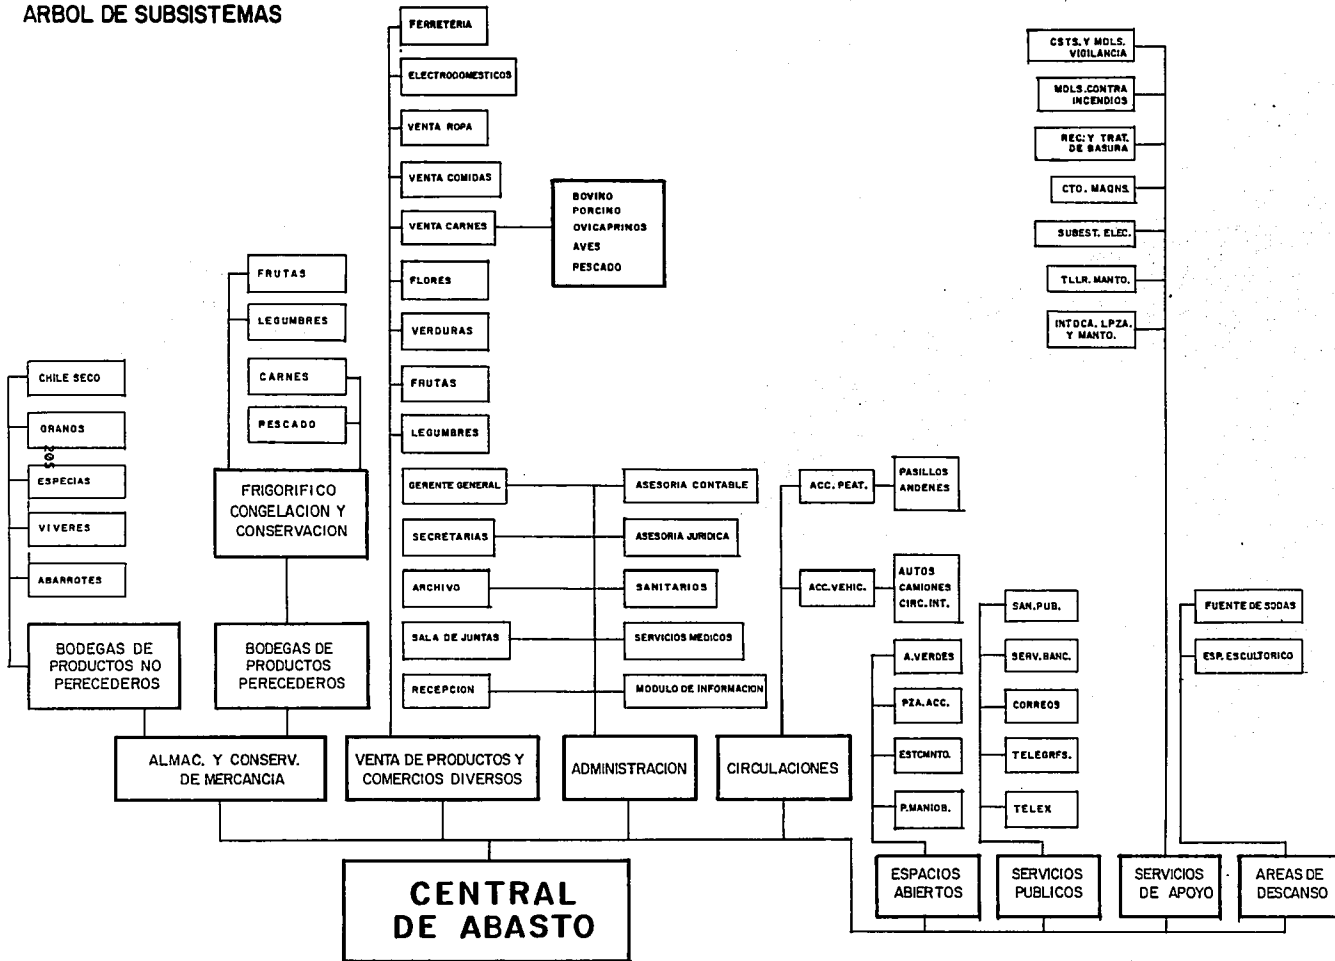 ARBOL DE SUBSISTEMAS
FERRETERIA
ELECTRODOMESTICOS
VENTA ROPA
VENTA COMIDAS
VENTA CARNES
BOVINO
PORCINO
OVICAPRINOS
AVES
PESCADO
FLORES
VERDURAS
FRUTAS
LEGUMBRES
FRUTAS
LEGUMBRES
CARNES
PESCADO
FRIGORIFICO
CONGELACION Y
CONSERVACION
CHILE SECO
GRANOS
205
ESPECIAS
VIVERES
ABARROTES
BODEGAS DE
PRODUCTOS NO
PERECEDEROS
BODEGAS DE
PRODUCTOS
PERECEDEROS
GERENTE GENERAL
ASESORIA CONTABLE
SECRETARIAS
ASESORIA JURIDICA
ARCHIVO
SANITARIOS
SALA DE JUNTAS
SERVICIOS MEDICOS
RECEPCION
MODULO DE INFORMACION
ACC. PEAT.
PASILLOS
ANDENES
ACC. VEHIC.
AUTOS
CAMIONES
CIRC. INT.
A. VERDES
PZA. ACC.
ESTCMNTO.
P. MANIOB.
SAN. PUB.
SERV. BANC.
CORREOS
TELEGRFS.
TELEX
CSTS. Y MDLS.
VIGILANCIA
MDLS. CONTRA
INCENDIOS
REC. Y TRAT.
DE BASURA
CTO. MAQNS.
SUBEST. ELEC.
TLLR. MANTO.
INTDCA. LPZA.
Y MANTO.
FUENTE DE SODAS
ESP. ESCULTORICO
ALMAC. Y CONSERV.
DE MERCANCIA
VENTA DE PRODUCTOS Y
COMERCIOS DIVERSOS
ADMINISTRACION
CIRCULACIONES
ESPACIOS
ABIERTOS
SERVICIOS
PUBLICOS
SERVICIOS
DE APOYO
AREAS DE
DESCANSO
CENTRAL
DE ABASTO